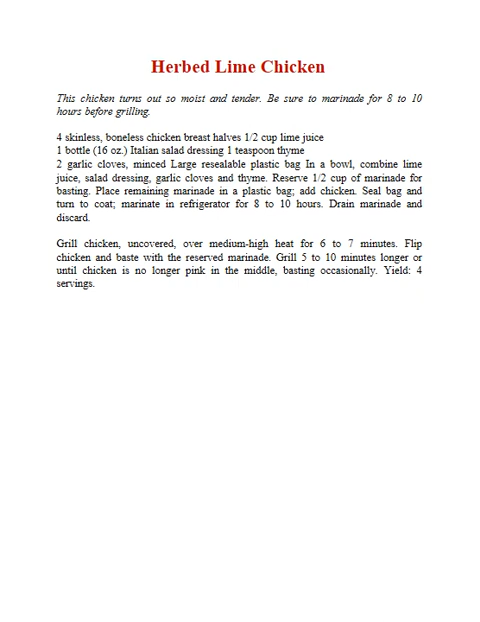 Herbed Lime Chicken
This chicken turns out so moist and tender. Be sure to marinade for 8 to 10
hours before grilling.
4 skinless, boneless chicken breast halves 1/2 cup lime juice
1 bottle (16 oz.) Italian salad dressing 1 teaspoon thyme
2 garlic cloves, minced Large resealable plastic bag In a bowl, combine lime
juice, salad dressing, garlic cloves and thyme. Reserve 1/2 cup of marinade for
basting. Place remaining marinade in a plastic bag; add chicken. Seal bag and
turn to coat; marinate in refrigerator for 8 to 10 hours. Drain marinade and
discard.
Grill chicken, uncovered, over medium-high heat for 6 to 7 minutes. Flip
chicken and baste with the reserved marinade. Grill 5 to 10 minutes longer or
until chicken is no longer pink in the middle, basting occasionally. Yield: 4
servings.